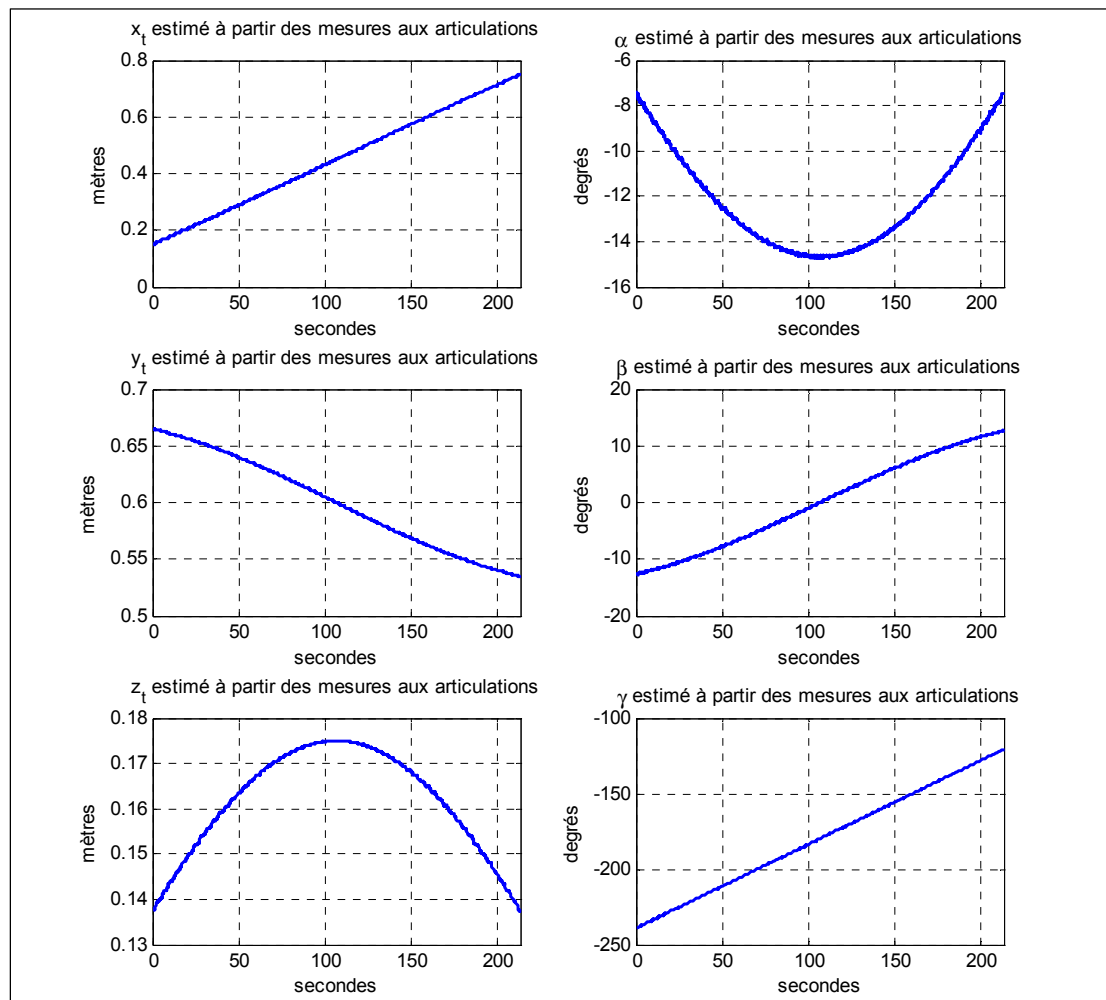 x_t estimé à partir des mesures aux articulations
0.8
0.6
0.4
0.2
0
mètres
0 50 100 150 200
secondes
α estimé à partir des mesures aux articulations
-6
-8
-10
-12
-14
-16
degrés
0 50 100 150 200
secondes
y_t estimé à partir des mesures aux articulations
0.7
0.65
0.6
0.55
0.5
mètres
0 50 100 150 200
secondes
β estimé à partir des mesures aux articulations
20
10
0
-10
-20
degrés
0 50 100 150 200
secondes
z_t estimé à partir des mesures aux articulations
0.18
0.17
0.16
0.15
0.14
0.13
mètres
0 50 100 150 200
secondes
γ estimé à partir des mesures aux articulations
-100
-150
-200
-250
degrés
0 50 100 150 200
secondes